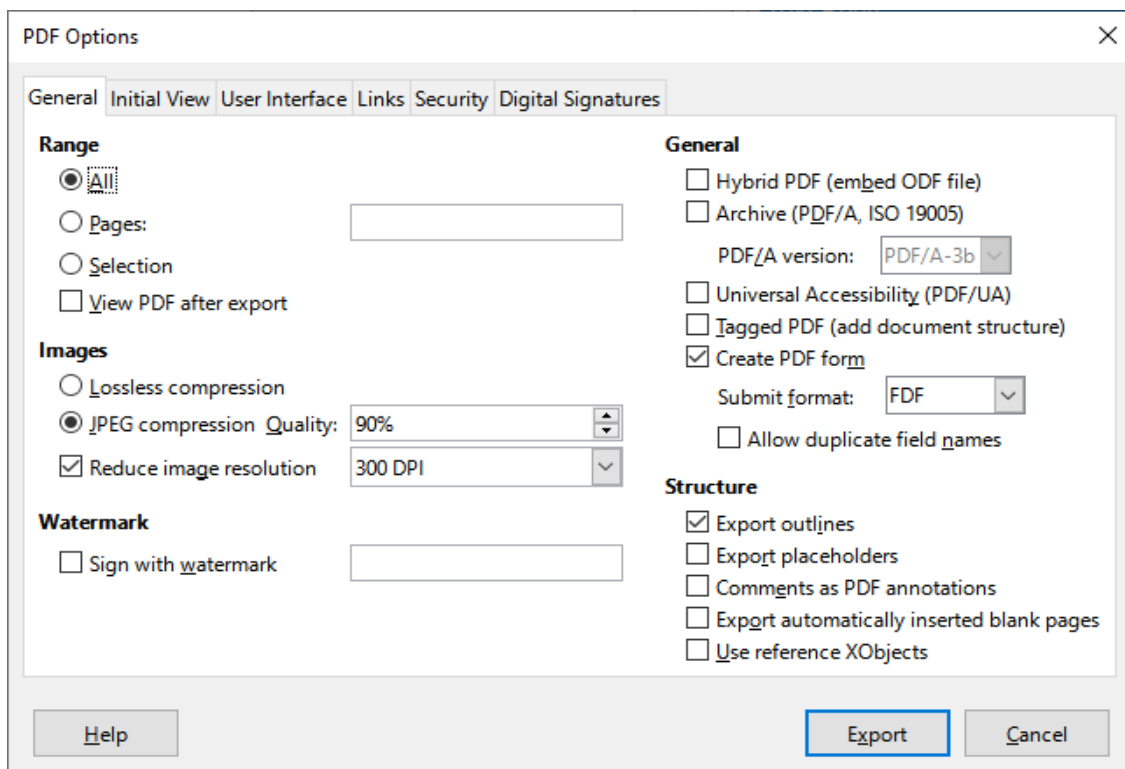 PDF Options
General Initial View User Interface Links Security Digital Signatures
Range
All
Pages:
Selection
View PDF after export
Images
Lossless compression
JPEG compression Quality: 90%
Reduce image resolution 300 DPI
Watermark
Sign with watermark
General
Hybrid PDF (embed ODF file)
Archive (PDF/A, ISO 19005)
PDF/A version: PDF/A-3b
Universal Accessibility (PDF/UA)
Tagged PDF (add document structure)
Create PDF form
Submit format: FDF
Allow duplicate field names
Structure
Export outlines
Export placeholders
Comments as PDF annotations
Export automatically inserted blank pages
Use reference XObjects
Help Export Cancel